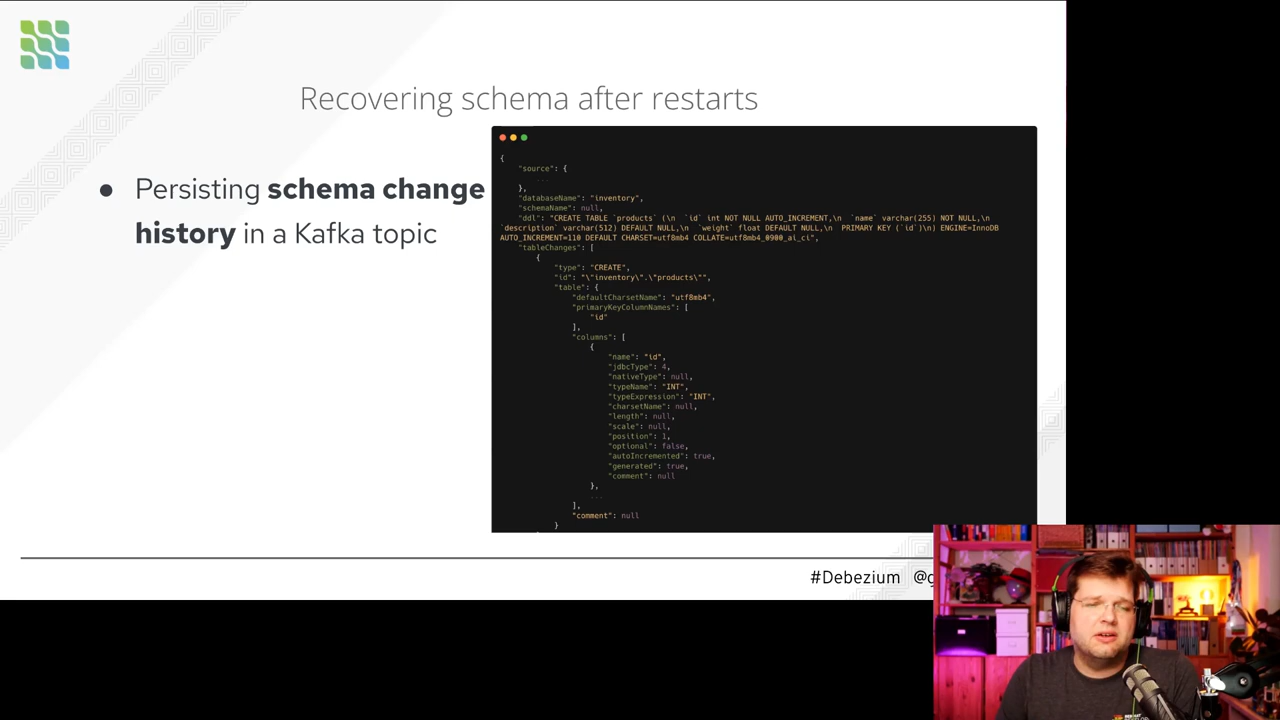 Recovering schema after restarts
● Persisting schema change
history in a Kafka topic
{
"source": {
...
},
"databaseName": "inventory",
"schemaName": null,
"ddl": "CREATE TABLE `products` (\n  `id` int NOT NULL AUTO_INCREMENT,\n  `name` varchar(255) NOT NULL,\n
`description` varchar(512) DEFAULT NULL,\n  `weight` float DEFAULT NULL,\n  PRIMARY KEY (`id`)\n) ENGINE=InnoDB
AUTO_INCREMENT=110 DEFAULT CHARSET=utf8mb4 COLLATE=utf8mb4_0900_ai_ci",
"tableChanges": [
{
"type": "CREATE",
"id": "\"inventory\".\"products\"",
"table": {
"defaultCharsetName": "utf8mb4",
"primaryKeyColumnNames": [
"id"
],
"columns": [
{
"name": "id",
"jdbcType": 4,
"nativeType": null,
"typeName": "INT",
"typeExpression": "INT",
"charsetName": null,
"length": null,
"scale": null,
"position": 1,
"optional": false,
"autoIncremented": true,
"generated": true,
"comment": null
},
...
],
"comment": null
}
#Debezium @g